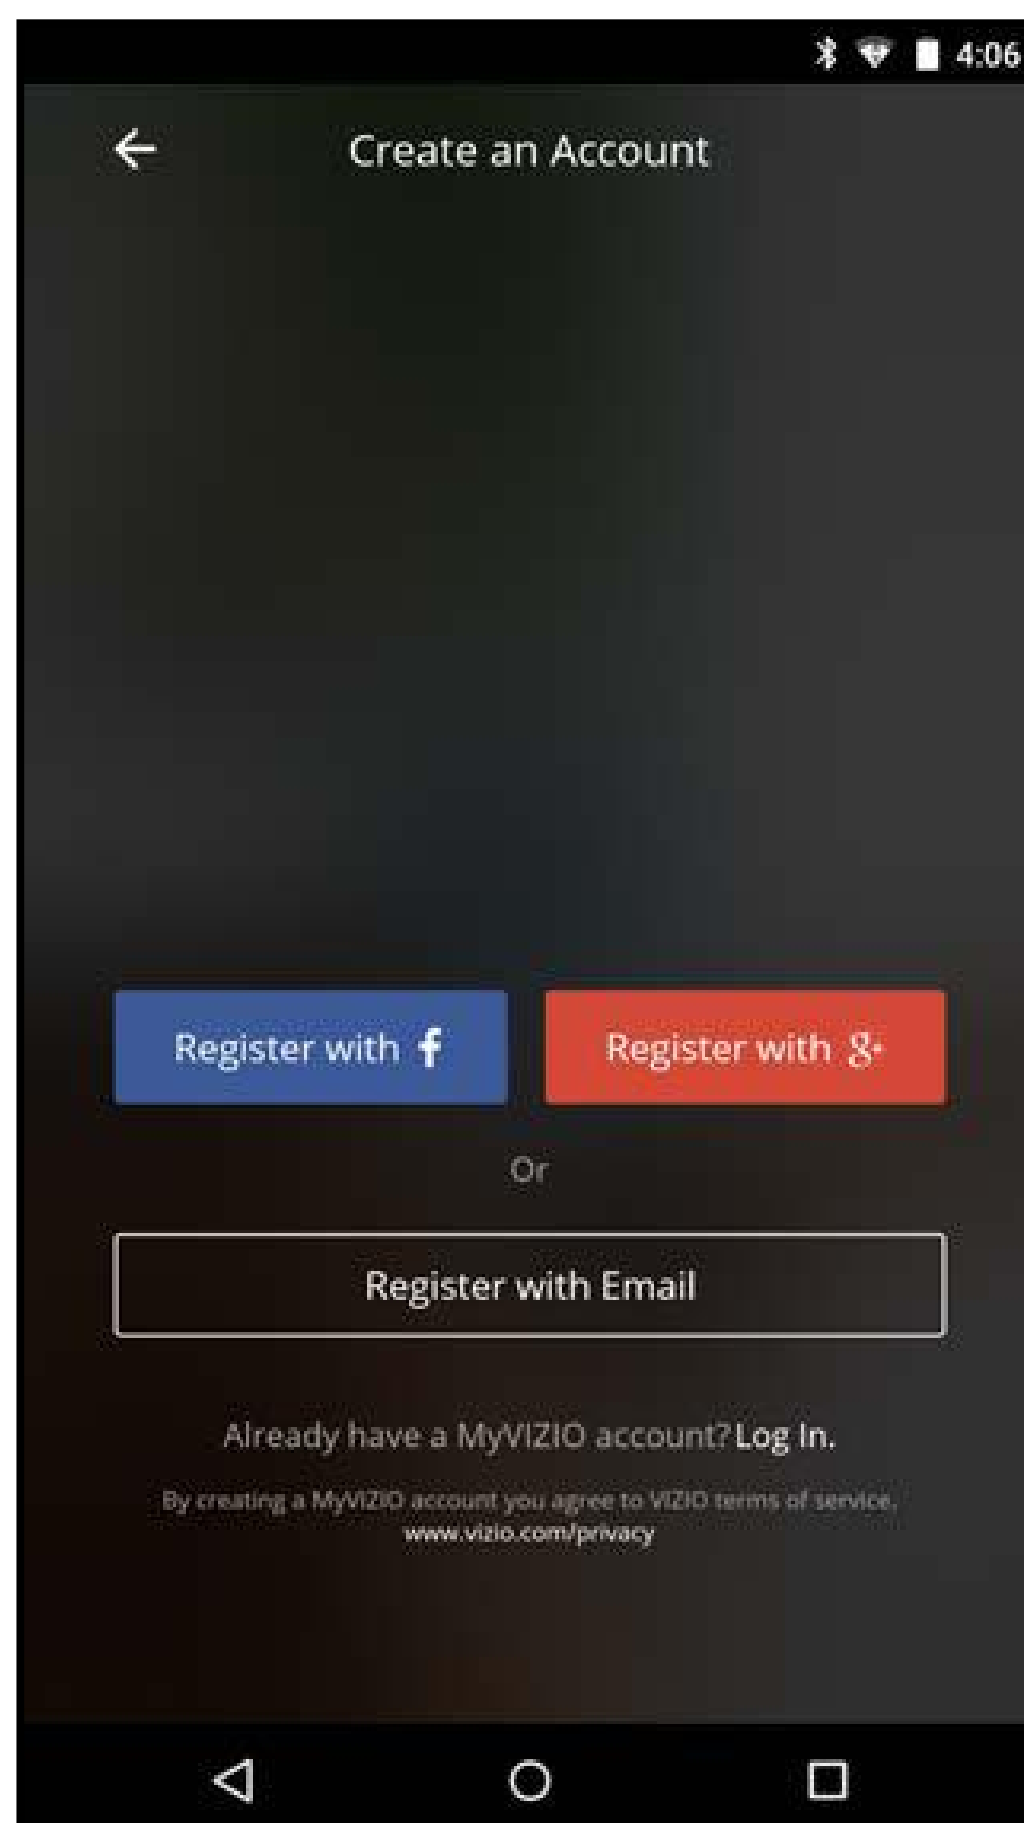 4:06
Create an Account
Register with f
Register with g+
Or
Register with Email
Already have a MyVIZIO account? Log In.
By creating a MyVIZIO account you agree to VIZIO terms of service.
www.vizio.com/privacy